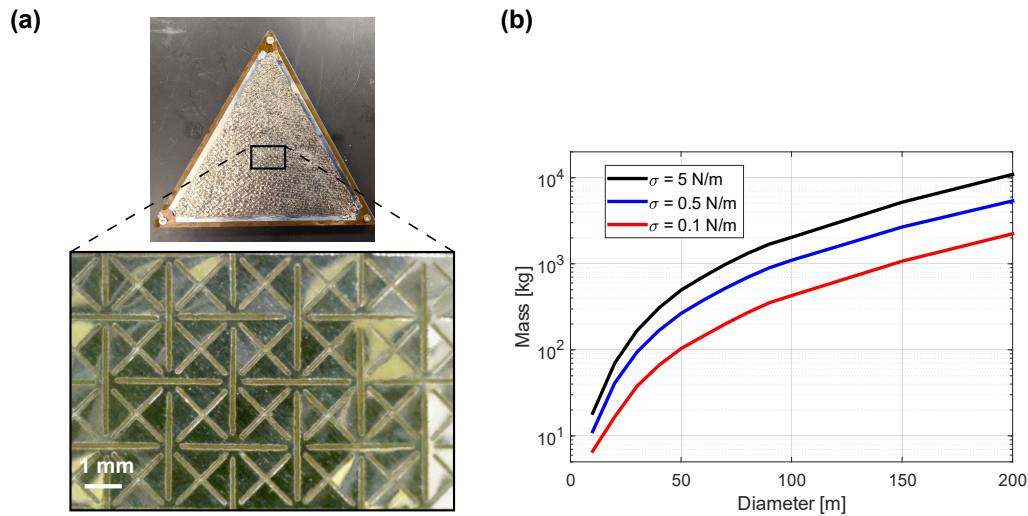 (a)
1 mm
(b)
σ = 5 N/m
σ = 0.5 N/m
σ = 0.1 N/m
10⁴
10³
10²
10¹
Mass [kg]
0
50
100
150
200
Diameter [m]